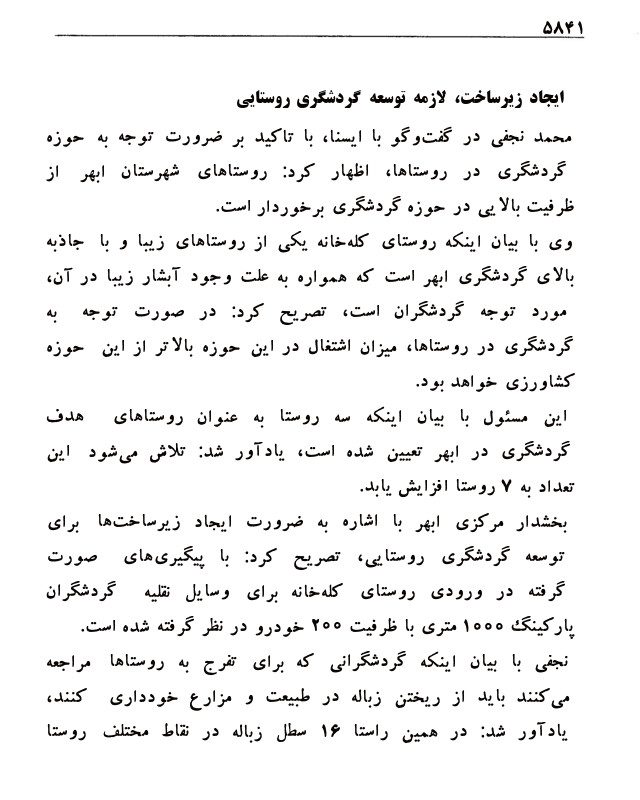 ۵۸۴۱
ایجاد زیرساخت، لازمه توسعه گردشگری روستایی
محمد نجفی در گفت‌وگو با ایسنا، با تاکید بر ضرورت توجه به حوزه
گردشگری در روستاها، اظهار کرد: روستاهای شهرستان ابهر از
ظرفیت بالایی در حوزه گردشگری برخوردار است.
وی با بیان اینکه روستای کله‌خانه یکی از روستاهای زیبا و با جاذبه
بالای گردشگری ابهر است که همواره به علت وجود آبشار زیبا در آن،
مورد توجه گردشگران است، تصریح کرد: در صورت توجه به
گردشگری در روستاها، میزان اشتغال در این حوزه بالاتر از این حوزه
کشاورزی خواهد بود.
این مسئول با بیان اینکه سه روستا به عنوان روستاهای هدف
گردشگری در ابهر تعیین شده است، یادآور شد: تلاش می‌شود این
تعداد به ۷ روستا افزایش یابد.
بخشدار مرکزی ابهر با اشاره به ضرورت ایجاد زیرساخت‌ها برای
توسعه گردشگری روستایی، تصریح کرد: با پیگیری‌های صورت
گرفته در ورودی روستای کله‌خانه برای وسایل نقلیه گردشگران
پارکینگ ۱۰۰۰ متری با ظرفیت ۲۰۰ خودرو در نظر گرفته شده است.
نجفی با بیان اینکه گردشگرانی که برای تفرج به روستاها مراجعه
می‌کنند باید از ریختن زباله در طبیعت و مزارع خودداری کنند،
یادآور شد: در همین راستا ۱۶ سطل زباله در نقاط مختلف روستا